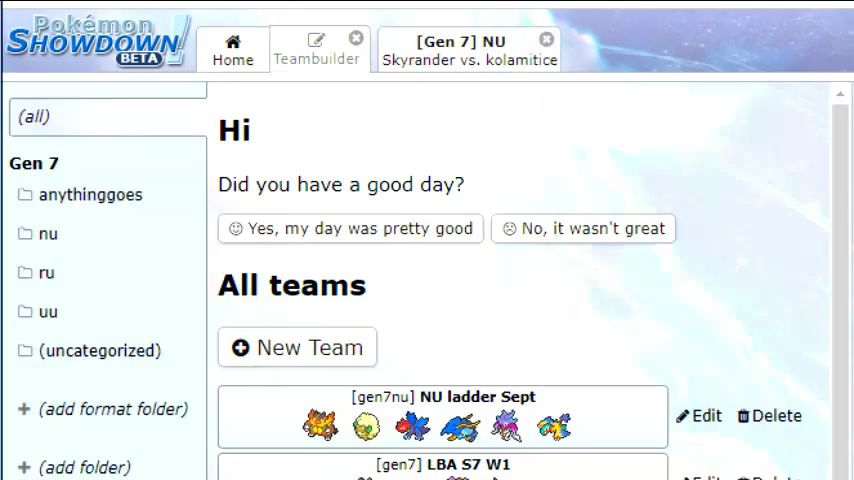 Pokémon
SHOWDOWN!
BETA
Home
Teambuilder
[Gen 7] NU
Skyrander vs. kolamitice
(all)
Gen 7
anythinggoes
nu
ru
uu
(uncategorized)
(add format folder)
(add folder)
Hi
Did you have a good day?
Yes, my day was pretty good
No, it wasn't great
All teams
New Team
[gen7nu] NU ladder Sept
Edit Delete
[gen7] LBA S7 W1
Edit Delete